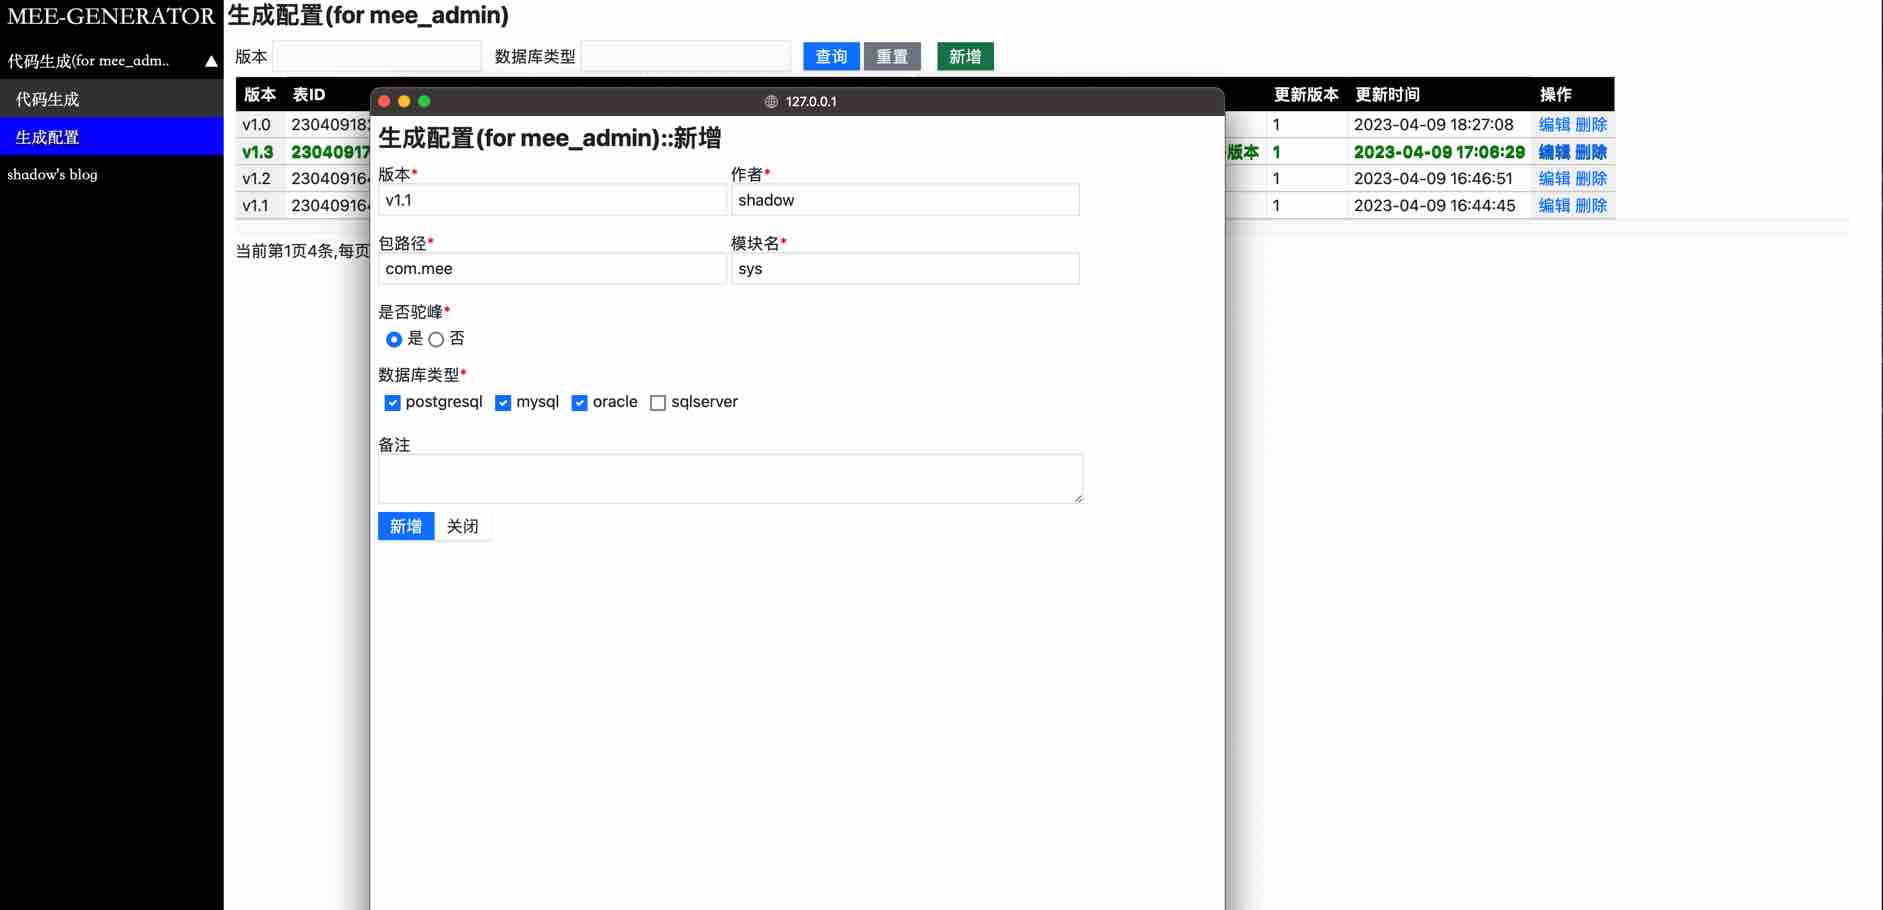 MEE-GENERATOR
代码生成(for mee_adm..
▲
代码生成
生成配置
shadow's blog
生成配置(for mee_admin)
版本 数据库类型 查询 重置 新增
版本 表ID 更新版本 更新时间 操作
v1.0 23040918 1 2023-04-09 18:27:08 编辑 删除
v1.3 23040917 版本 1 2023-04-09 17:06:29 编辑 删除
v1.2 23040916 1 2023-04-09 16:46:51 编辑 删除
v1.1 23040916 1 2023-04-09 16:44:45 编辑 删除
当前第1页4条,每页
127.0.0.1
生成配置(for mee_admin)::新增
版本* 作者*
v1.1 shadow
包路径* 模块名*
com.mee sys
是否驼峰*
是 否
数据库类型*
postgresql mysql oracle sqlserver
备注
新增 关闭